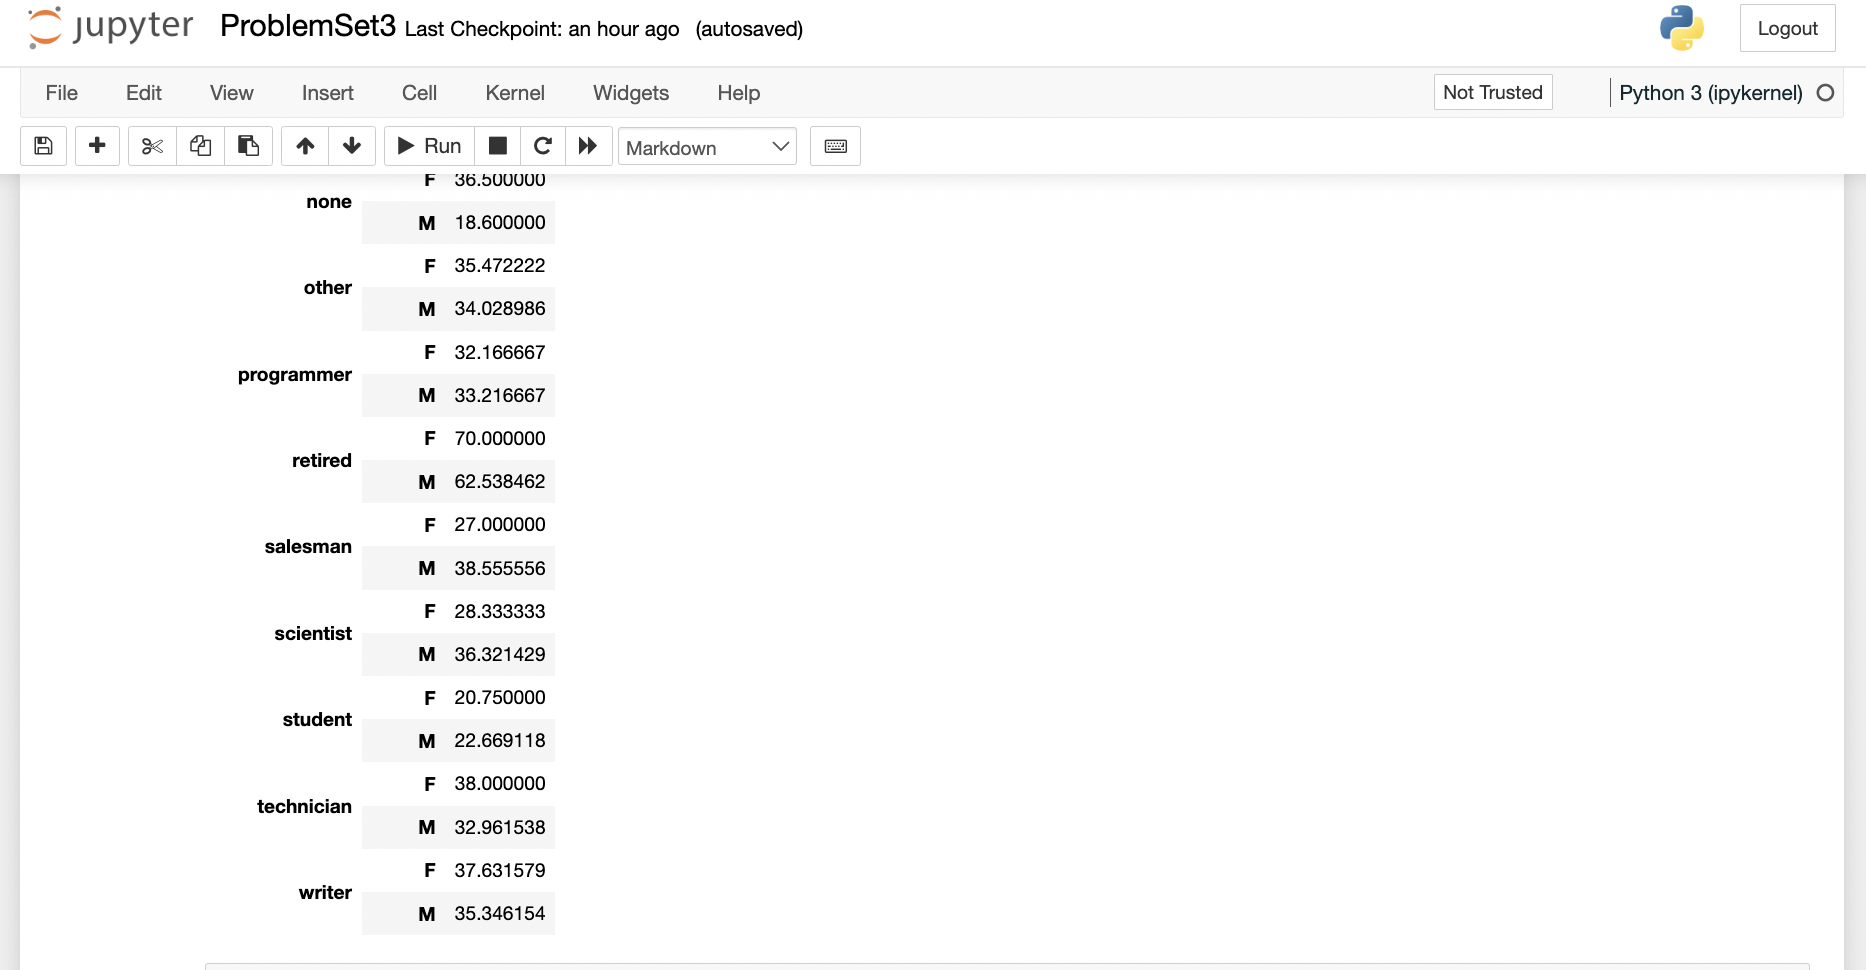 jupyter ProblemSet3 Last Checkpoint: an hour ago (autosaved) Logout
File Edit View Insert Cell Kernel Widgets Help Not Trusted Python 3 (ipykernel)
Run Markdown
F 36.500000
none
M 18.600000
F 35.472222
other
M 34.028986
F 32.166667
programmer
M 33.216667
F 70.000000
retired
M 62.538462
F 27.000000
salesman
M 38.555556
F 28.333333
scientist
M 36.321429
F 20.750000
student
M 22.669118
F 38.000000
technician
M 32.961538
F 37.631579
writer
M 35.346154